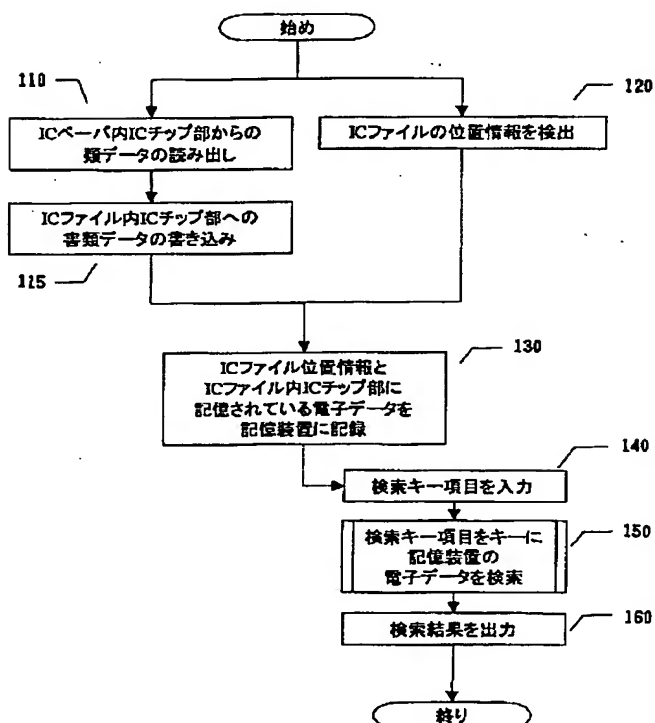 始め
110
120
ICペーパ内ICチップ部からの
類データの読み出し
ICファイルの位置情報を検出
ICファイル内ICチップ部への
書類データの書き込み
115
130
ICファイル位置情報と
ICファイル内ICチップ部に
記憶されている電子データを
記憶装置に記録
140
検索キー項目を入力
検索キー項目をキーに
記憶装置の
電子データを検索
150
検索結果を出力
160
終り